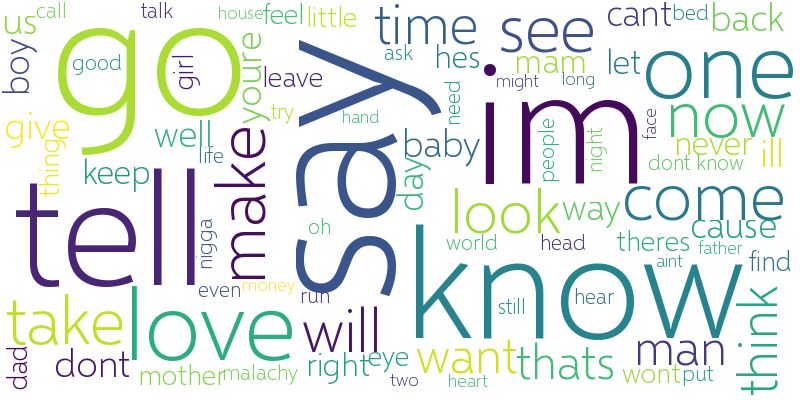 us
call
talk
house
feel
little
time
see
cant
bed
back
boy
good
go
girl
youre
leave
ask
hes
mam
let
one
might
long
say
im
try
hand
need
now
give
well
thing
life
keep
make
baby
people
night
face
never
ill
dont know
day
tell
nigga
oh
look
way
come
cause
world
head
theres
father
aint
find
even
money
run
know
still
hear
take
love
will
want
thats
man
think
dad
dont
mother
malachy
right
eye
two
heart
wont
put